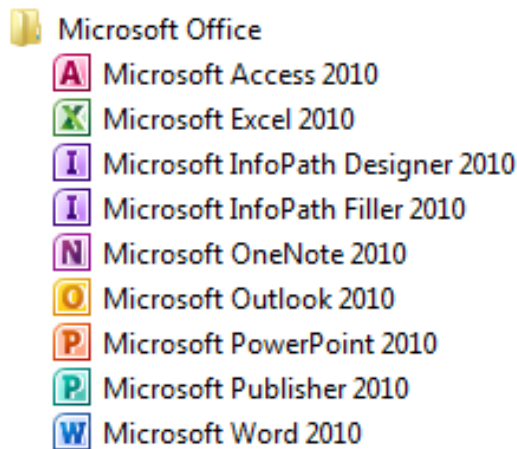 Microsoft Office
A Microsoft Access 2010
X Microsoft Excel 2010
I Microsoft InfoPath Designer 2010
I Microsoft InfoPath Filler 2010
N Microsoft OneNote 2010
O Microsoft Outlook 2010
P Microsoft PowerPoint 2010
P Microsoft Publisher 2010
W Microsoft Word 2010